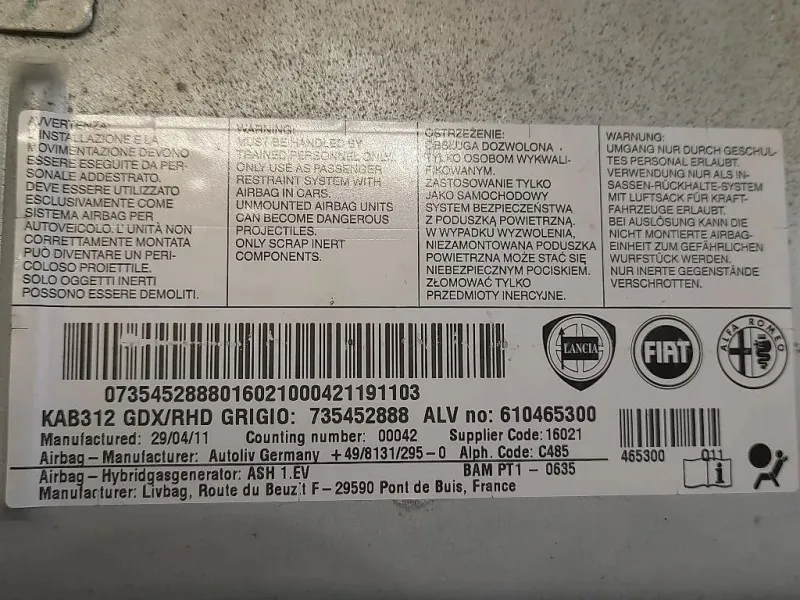 AVVERTENZA:
L'INSTALLAZIONE E LA
MOVIMENTAZIONE DEVONO
ESSERE ESEGUITE DA PER-
SONALE ADDESTRATO.
DEVE ESSERE UTILIZZATO
ESCLUSIVAMENTE COME
SISTEMA AIRBAG PER
AUTOVEICOLO. L'UNITÀ NON
CORRETTAMENTE MONTATA
PUÒ DIVENTARE UN PERI-
COLOSO PROIETTILE.
SOLO OGGETTI INERTI
POSSONO ESSERE DEMOLITI.
WARNING:
MUST BE HANDLED BY
TRAINED PERSONNEL ONLY.
ONLY USE AS PASSENGER
RESTRAINT SYSTEM WITH
AIRBAG IN CARS.
UNMOUNTED AIRBAG UNITS
CAN BECOME DANGEROUS
PROJECTILES.
ONLY SCRAP INERT
COMPONENTS.
OSTRZEŻENIE:
OBSŁUGA DOZWOLONA
TYLKO OSOBOM WYKWALI-
FIKOWANYM.
ZASTOSOWANIE TYLKO
JAKO SAMOCHODOWY
SYSTEM BEZPIECZEŃSTWA
Z PODUSZKĄ POWIETRZNĄ.
W WYPADKU WYZWOLENIA,
NIEZAMONTOWANA PODUSZKA
POWIETRZNA MOŻE STAĆ SIĘ
NIEBEZPIECZNYM POCISKIEM.
ZŁOMOWAĆ TYLKO
PRZEDMIOTY INERCYJNE.
WARNUNG:
UMGANG NUR DURCH GESCHUL-
TES PERSONAL ERLAUBT.
VERWENDUNG NUR ALS IN-
SASSEN-RÜCKHALTE-SYSTEM
MIT LUFTSACK FÜR KRAFT-
FAHRZEUGE ERLAUBT.
BEI AUSLÖSUNG KANN DIE
NICHT MONTIERTE AIRBAG-
EINHEIT ZUM GEFÄHRLICHEN
WURFSTÜCK WERDEN.
NUR INERTE GEGENSTÄNDE
VERSCHROTTEN.
LANCIA
FIAT
ALFA ROMEO
07354528880160210004211911​03
KAB312 GDX/RHD GRIGIO: 735452888 ALV no: 610465300
Manufactured: 29/04/11 Counting number: 00042 Supplier Code: 16021
Airbag - Manufacturer: Autoliv Germany +49/8131/295-0 Alph. Code: C485
465300 011
Airbag - Hybridgasgenerator: ASH 1.EV BAM PT1 - 0635
Manufacturer: Livbag, Route du Beuzit F-29590 Pont de Buis, France
i